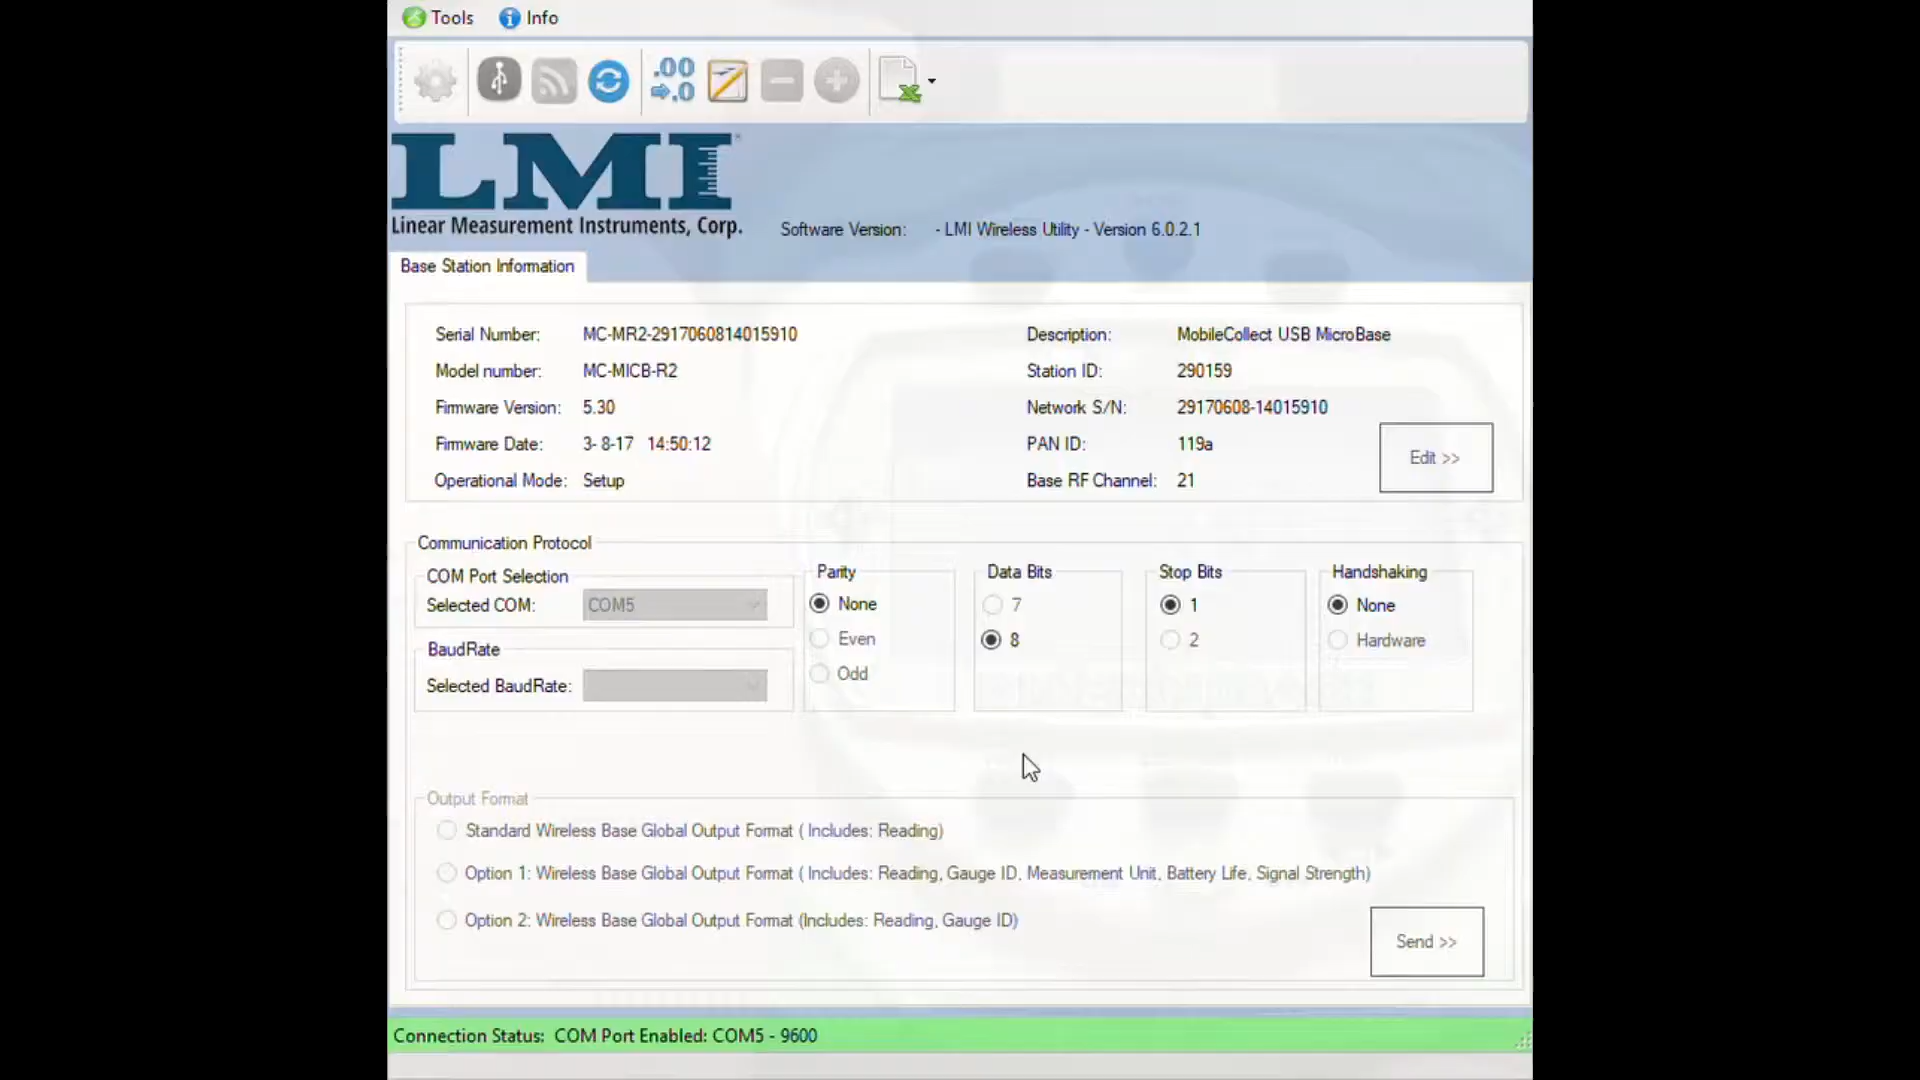 Tools Info
.00
.0
LMI
Linear Measurement Instruments, Corp.
Software Version: - LMI Wireless Utility - Version 6.0.2.1
Base Station Information
Serial Number: MC-MR2-2917060814015910 Description: MobileCollect USB MicroBase
Model number: MC-MICB-R2 Station ID: 290159
Firmware Version: 5.30 Network S/N: 29170608-14015910
Firmware Date: 3- 8-17 14:50:12 PAN ID: 119a
Edit >>
Operational Mode: Setup Base RF Channel: 21
Communication Protocol
COM Port Selection Parity Data Bits Stop Bits Handshaking
Selected COM: COM5 None 7 1 None
Even 8 2 Hardware
BaudRate
Selected BaudRate: Odd
Output Format
Standard Wireless Base Global Output Format ( Includes: Reading)
Option 1: Wireless Base Global Output Format ( Includes: Reading, Gauge ID, Measurement Unit, Battery Life, Signal Strength)
Option 2: Wireless Base Global Output Format (Includes: Reading, Gauge ID)
Send >>
Connection Status: COM Port Enabled: COM5 - 9600